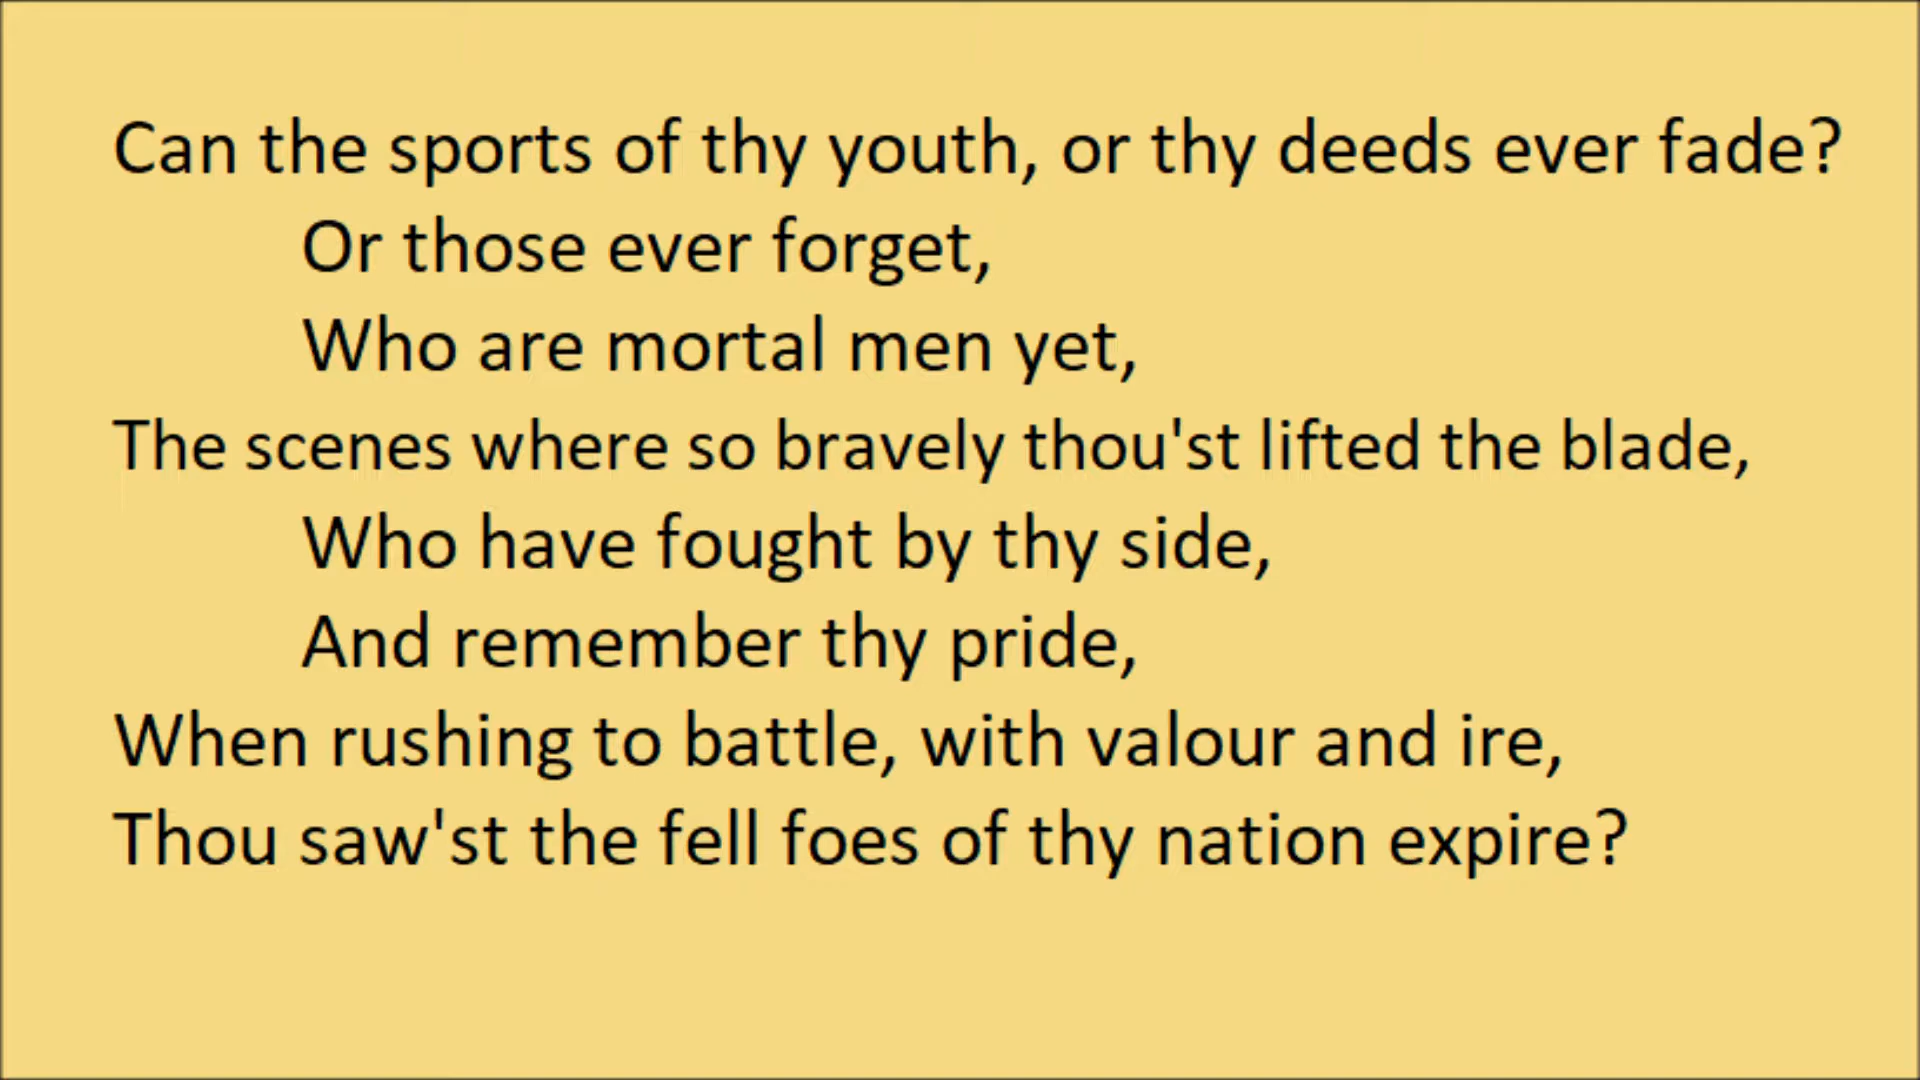 Can the sports of thy youth, or thy deeds ever fade?
Or those ever forget,
Who are mortal men yet,
The scenes where so bravely thou'st lifted the blade,
Who have fought by thy side,
And remember thy pride,
When rushing to battle, with valour and ire,
Thou saw'st the fell foes of thy nation expire?